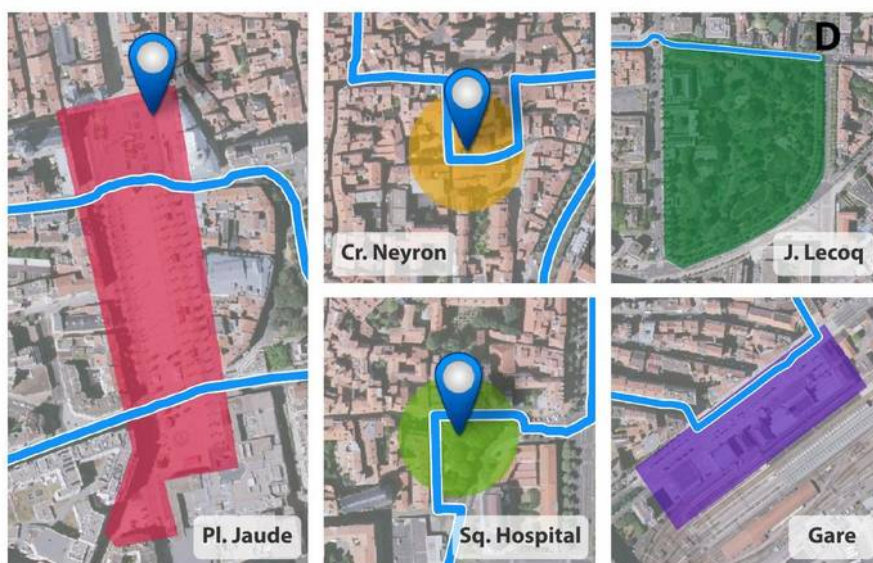 D
Cr. Neyron
J. Lecoq
Pl. Jaude
Sq. Hospital
Gare